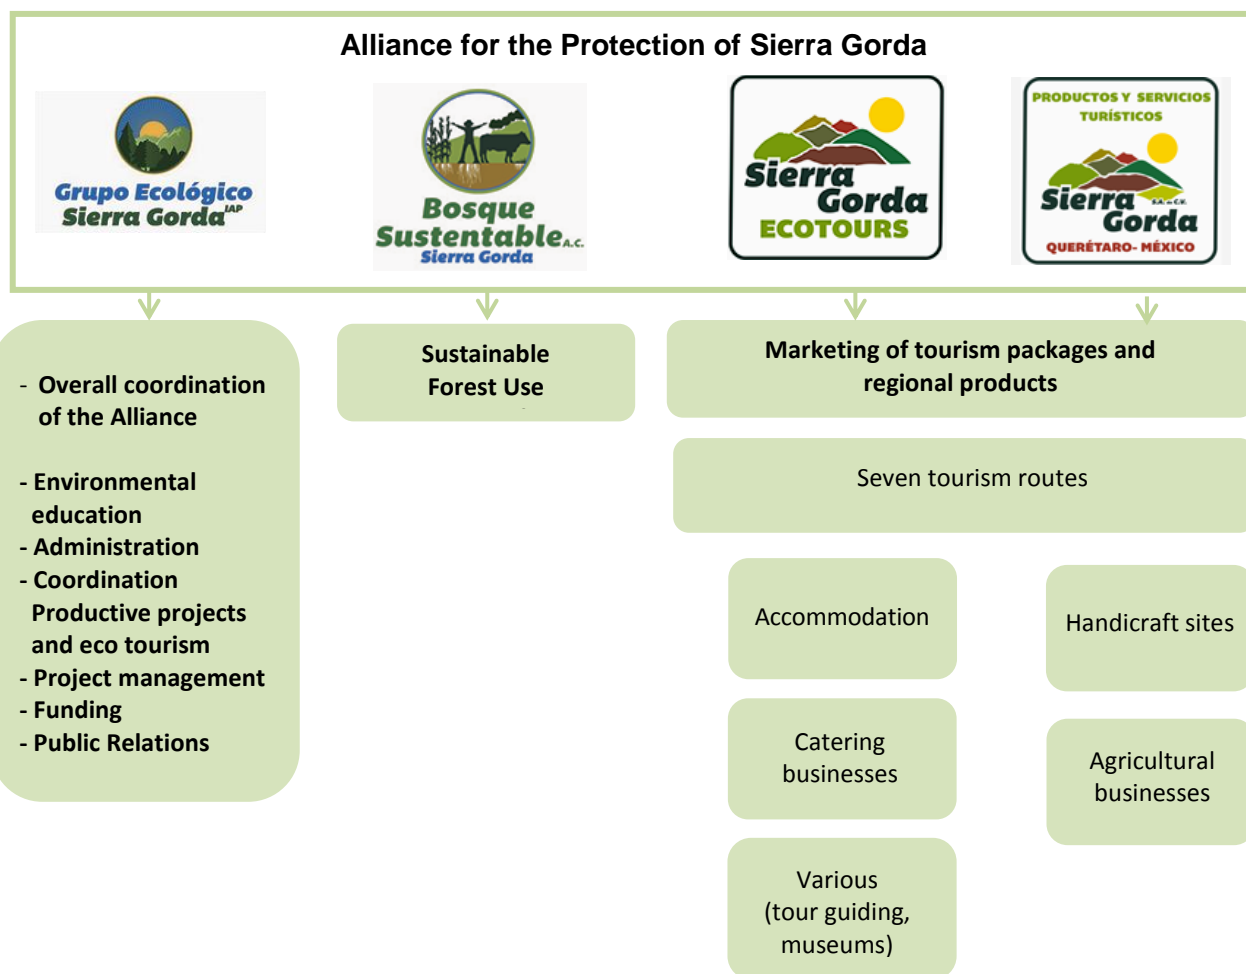 Alliance for the Protection of Sierra Gorda
Grupo Ecológico
Sierra Gorda IAP
Bosque
Sustentable A.C.
Sierra Gorda
Sierra
Gorda
ECOTOURS
PRODUCTOS Y SERVICIOS
TURÍSTICOS
Sierra S.A. de C.V.
Gorda
QUERÉTARO- MÉXICO
- Overall coordination
of the Alliance
- Environmental
education
- Administration
- Coordination
Productive projects
and eco tourism
- Project management
- Funding
- Public Relations
Sustainable
Forest Use
Marketing of tourism packages and
regional products
Seven tourism routes
Accommodation
Handicraft sites
Catering
businesses
Agricultural
businesses
Various
(tour guiding,
museums)